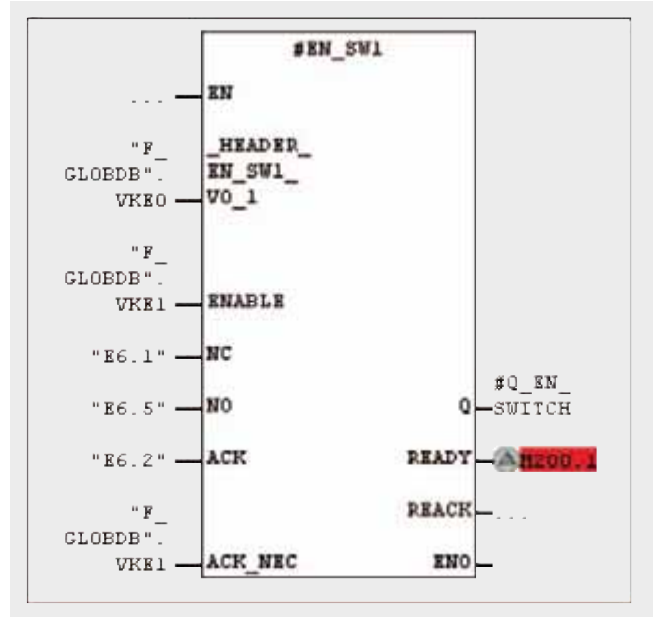 #EN_SW1
... EN
"F_ _HEADER_
GLOBDB". EN_SW1_
VKE0 VO_1
"F_
GLOBDB".
VKE1 ENABLE
"E6.1" NC
#Q_EN_
"E6.5" NO Q SWITCH
"E6.2" ACK READY M200.1
"F_ REACK ...
GLOBDB".
VKE1 ACK_NEC ENO